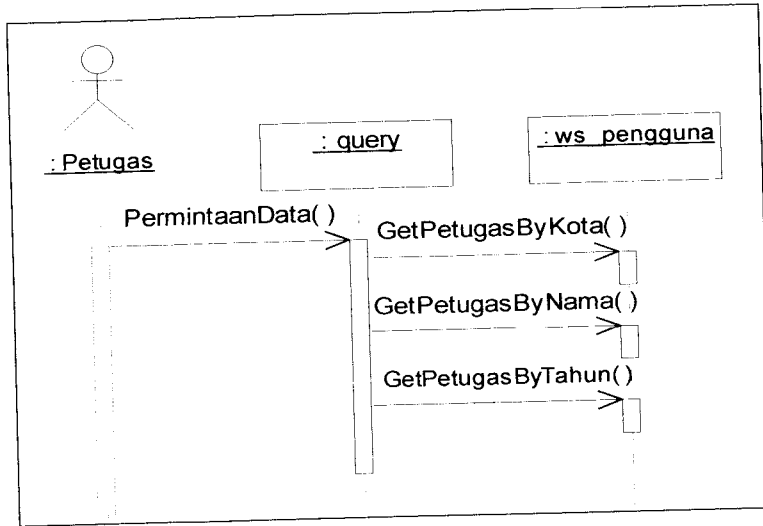 : Petugas
: query
: ws_pengguna
PermintaanData( )
GetPetugasByKota( )
GetPetugasByNama( )
GetPetugasByTahun( )